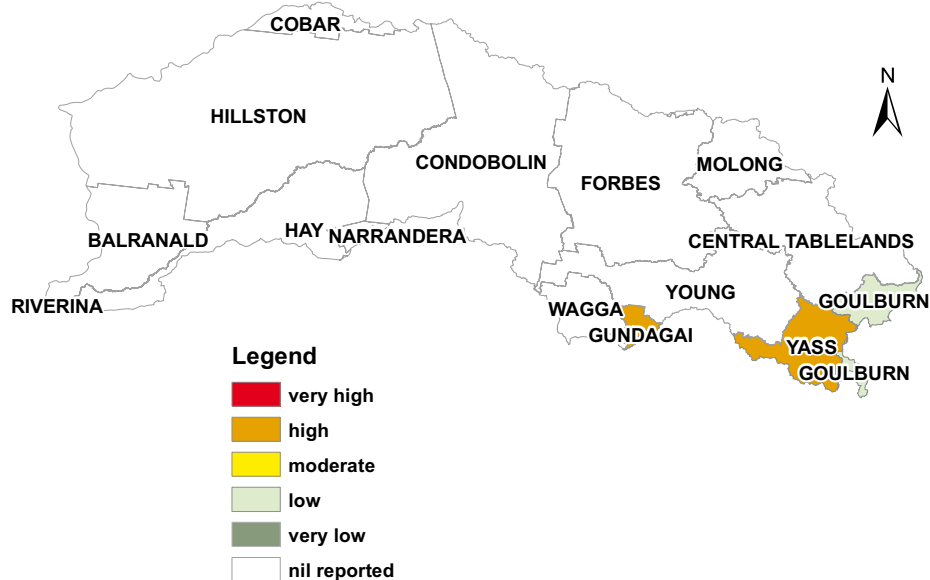 COBAR
N
HILLSTON
CONDOBOLIN
MOLONG
FORBES
HAY
NARRANDERA
BALRANALD
CENTRAL TABLELANDS
RIVERINA
YOUNG
GOULBURN
WAGGA
GUNDAGAI
YASS
GOULBURN
Legend
very high
high
moderate
low
very low
nil reported